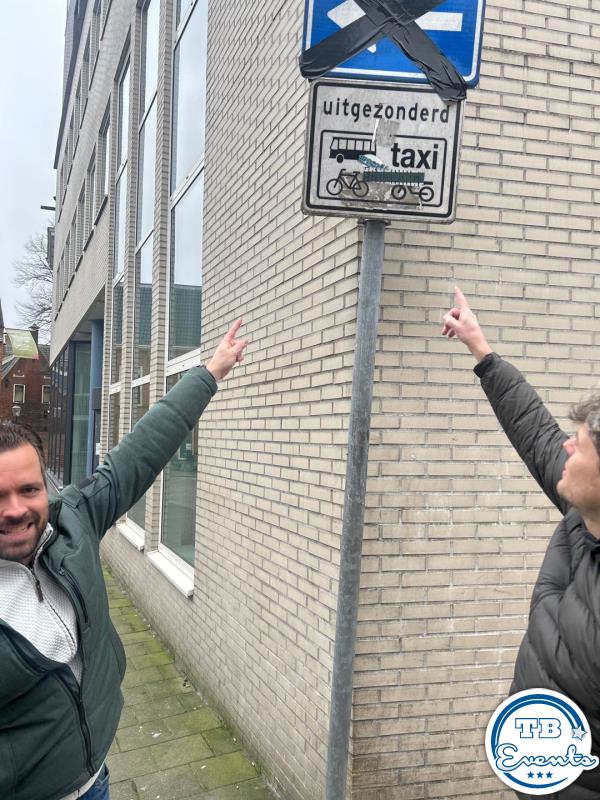 uitgezonderd
taxi
TB
Events